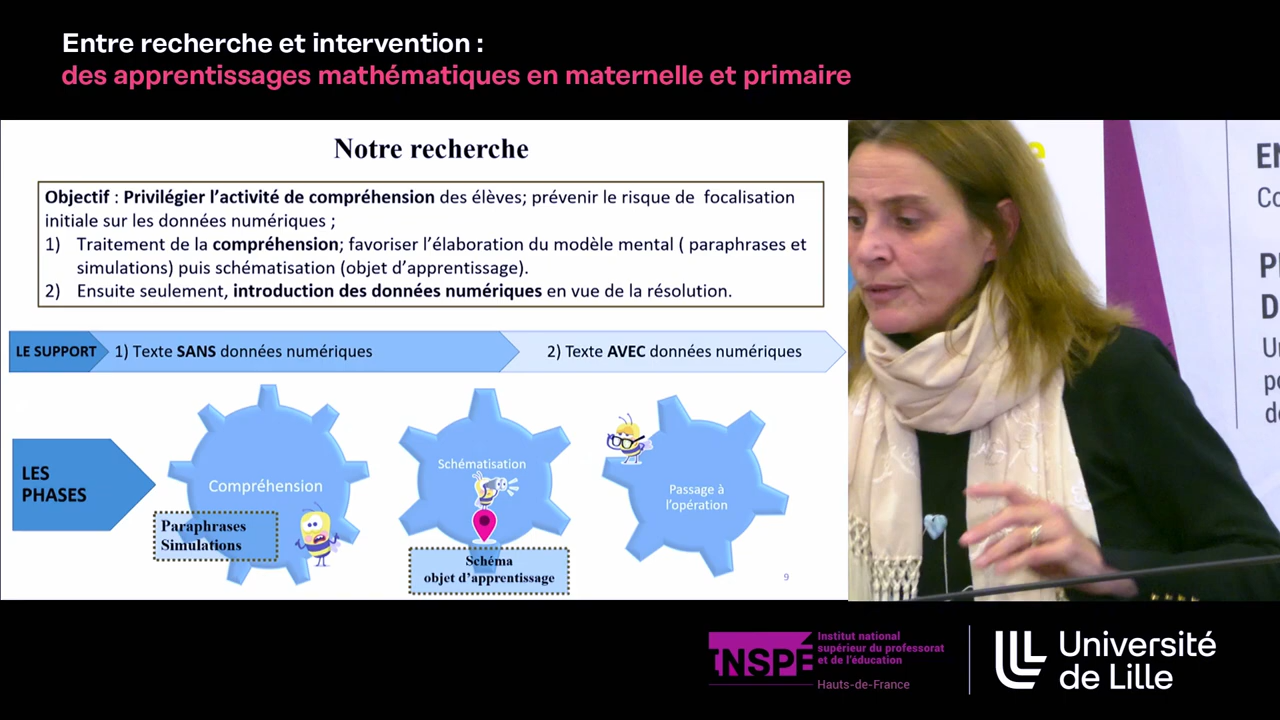 Entre recherche et intervention :
des apprentissages mathématiques en maternelle et primaire
Notre recherche
Objectif : Privilégier l’activité de compréhension des élèves; prévenir le risque de focalisation
initiale sur les données numériques ;
1) Traitement de la compréhension; favoriser l’élaboration du modèle mental ( paraphrases et
simulations) puis schématisation (objet d’apprentissage).
2) Ensuite seulement, introduction des données numériques en vue de la résolution.
LE SUPPORT
1) Texte SANS données numériques
2) Texte AVEC données numériques
LES
PHASES
Compréhension
Paraphrases
Simulations
Schématisation
Schéma
objet d’apprentissage
Passage à
l’opération
9
INSPÉ
Institut national
supérieur du professorat
et de l’éducation
Hauts-de-France
Université
de Lille